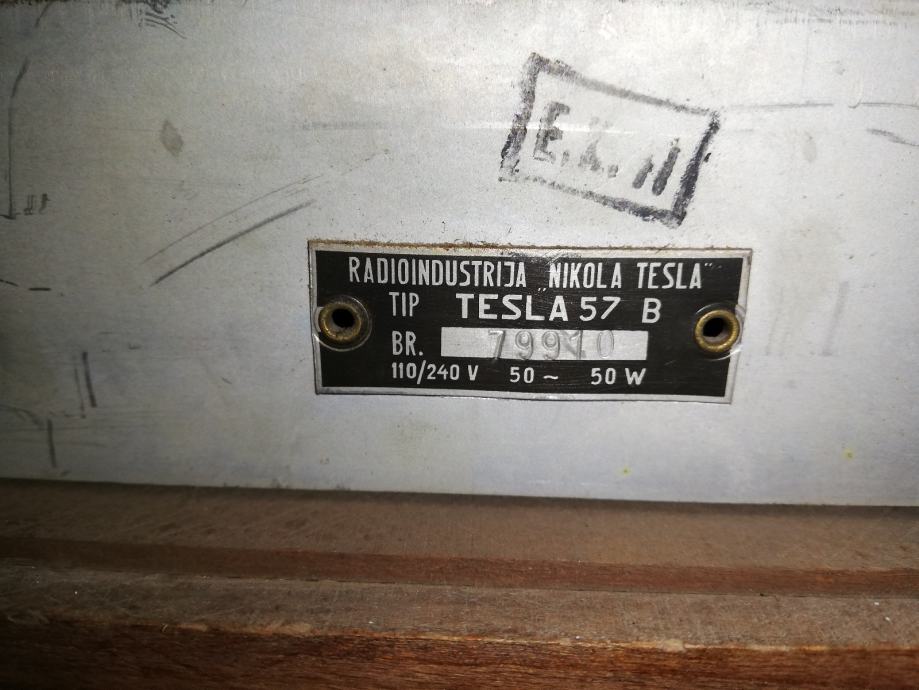 E.K. N
RADIOINDUSTRIJA „NIKOLA TESLA"
TIP TESLA 57 B
BR. 79910
110/240 V 50 ~ 50 W